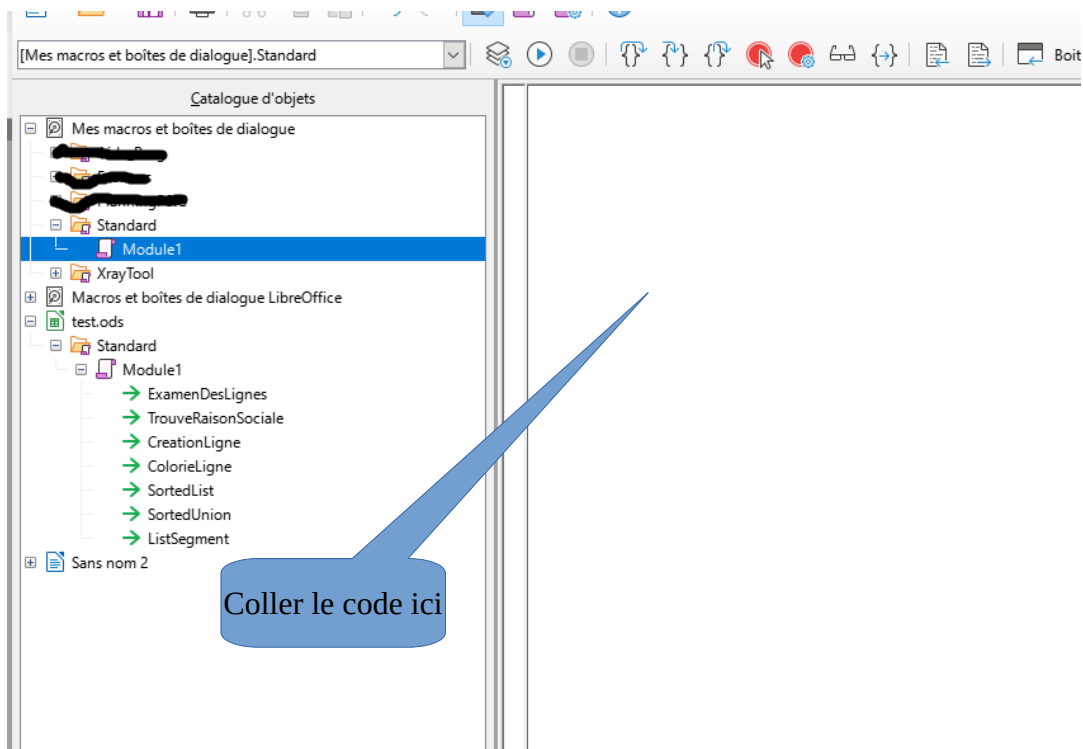 [Mes macros et boîtes de dialogue].Standard
Boit
Catalogue d'objets
Mes macros et boîtes de dialogue
Standard
Module1
XrayTool
Macros et boîtes de dialogue LibreOffice
test.ods
Standard
Module1
ExamenDesLignes
TrouveRaisonSociale
CreationLigne
ColorieLigne
SortedList
SortedUnion
ListSegment
Sans nom 2
Coller le code ici